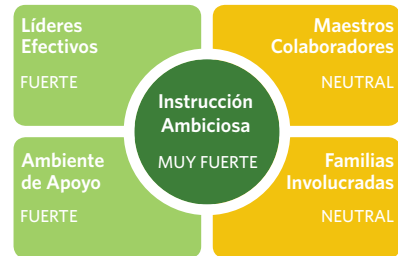 Líderes
Efectivos
FUERTE
Maestros
Colaboradores
NEUTRAL
Instrucción
Ambiciosa
MUY FUERTE
Ambiente
de Apoyo
FUERTE
Familias
Involucradas
NEUTRAL